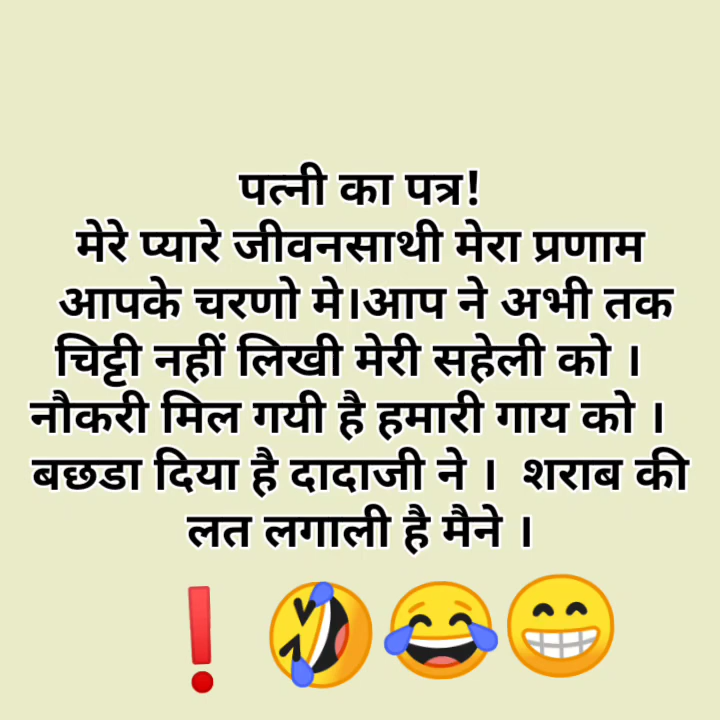 पत्नी का पत्र!
मेरे प्यारे जीवनसाथी मेरा प्रणाम
आपके चरणो मे।आप ने अभी तक
चिट्टी नहीं लिखी मेरी सहेली को ।
नौकरी मिल गयी है हमारी गाय को ।
बछडा दिया है दादाजी ने । शराब की
लत लगाली है मैने ।